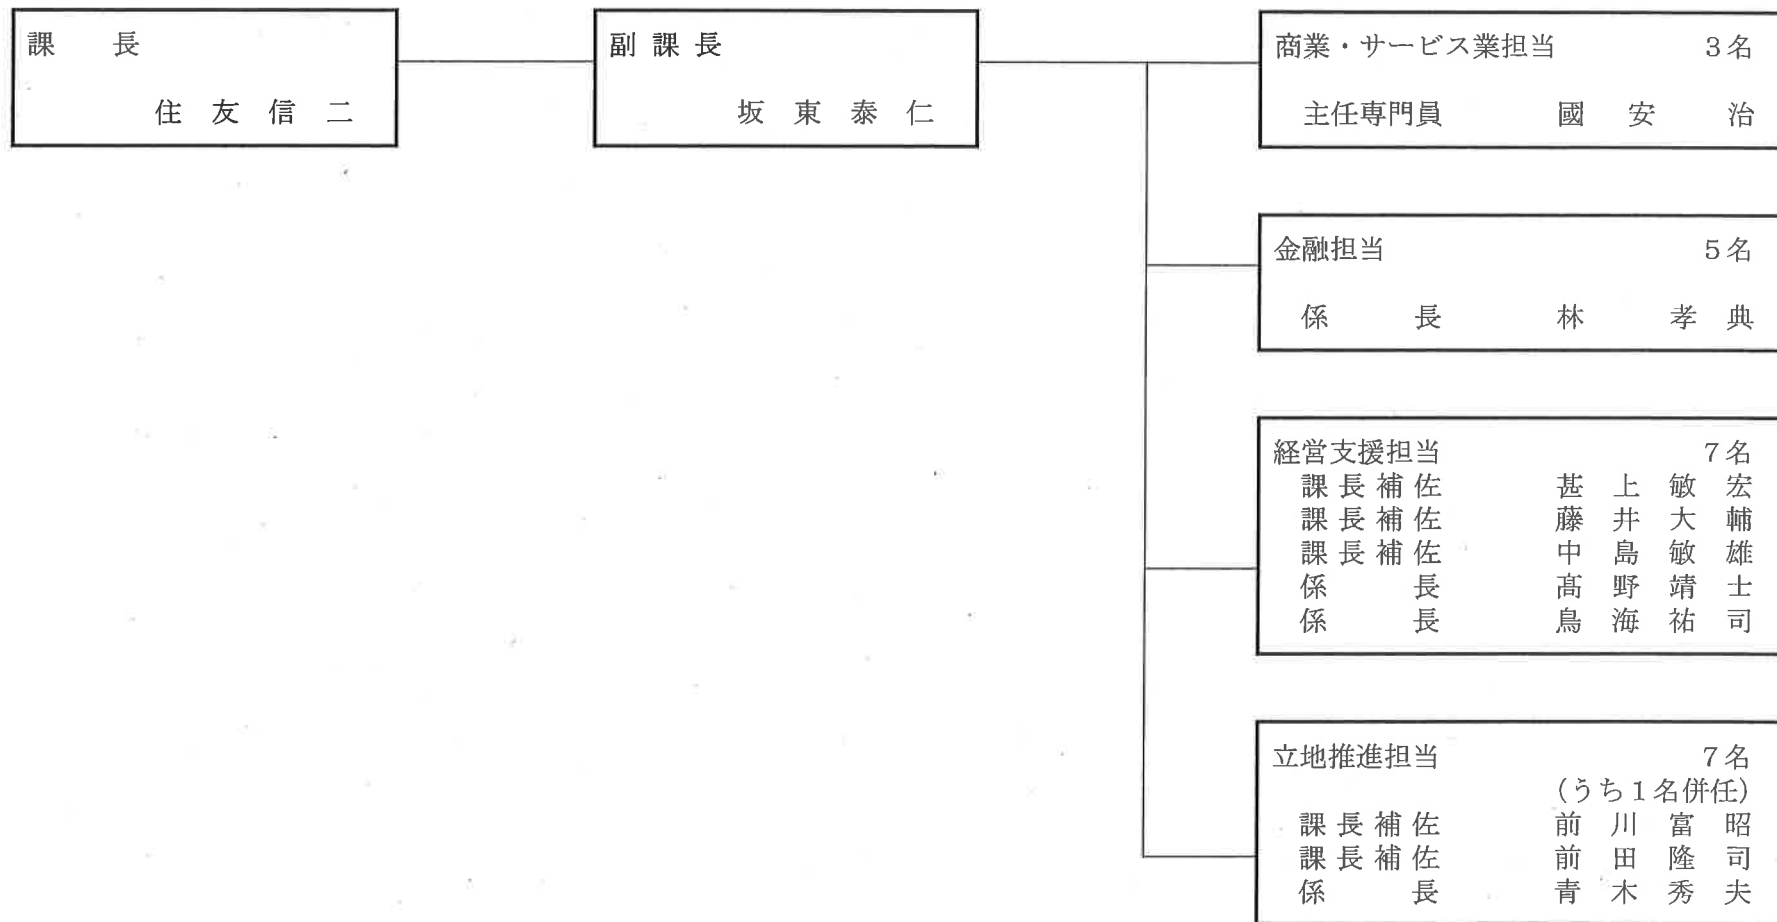 課　　長
住　友　信　二
副 課 長
坂　東　泰　仁
商業・サービス業担当　　　　　3名
主任専門員　　　　國　安　　　治
金融担当　　　　　　　　　　　5名
係　　　長　　　　林　　　孝　典
経営支援担当　　　　　　　　　7名
課 長 補 佐　　　　甚　上　敏　宏
課 長 補 佐　　　　藤　井　大　輔
課 長 補 佐　　　　中　島　敏　雄
係　　　長　　　　髙　野　靖　士
係　　　長　　　　鳥　海　祐　司
立地推進担当　　　　　　　　　7名
(うち1名併任)
課 長 補 佐　　　　前　川　富　昭
課 長 補 佐　　　　前　田　隆　司
係　　　長　　　　青　木　秀　夫